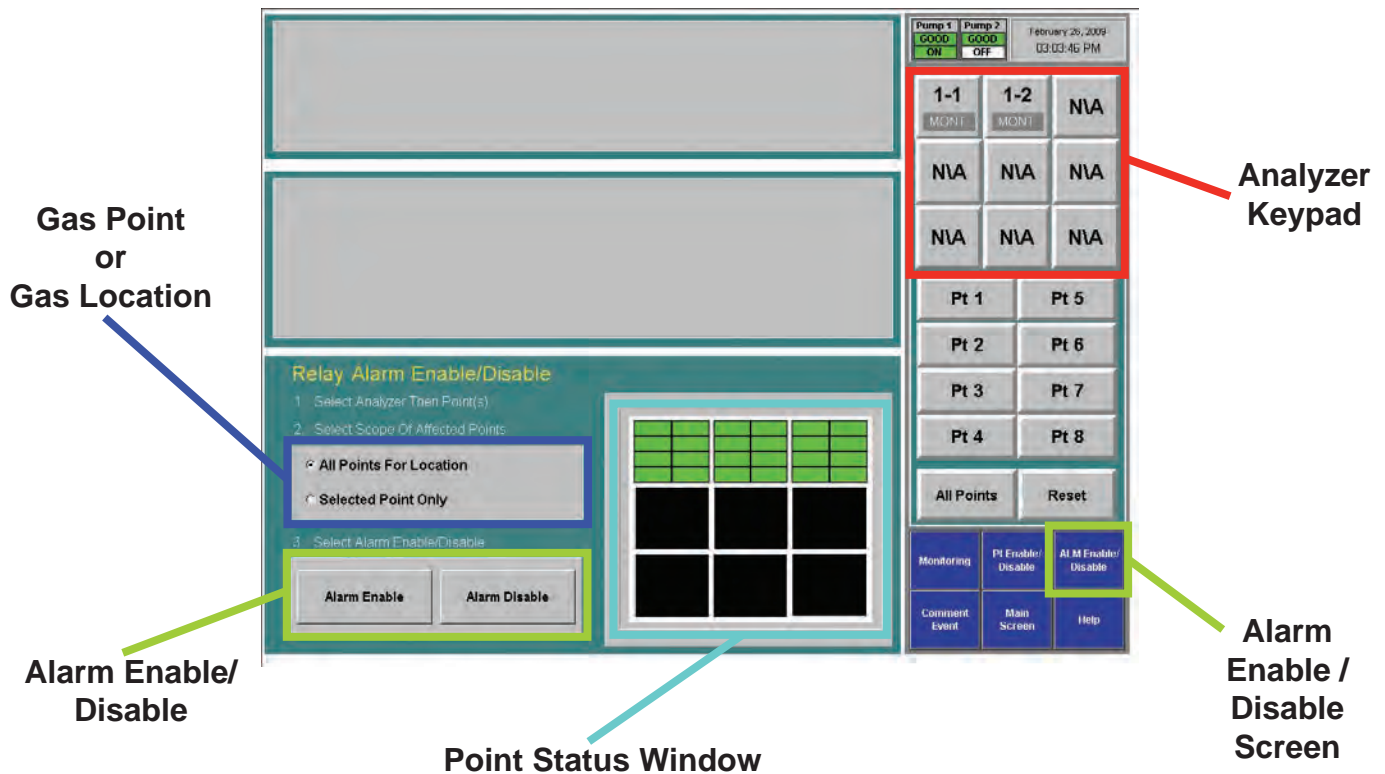 Pump 1 Pump 2
GOOD GOOD
ON OFF
February 26, 2009
03:03:46 PM
1-1 1-2 N\A
MONT MONT
N\A N\A N\A
N\A N\A N\A
Analyzer
Keypad
Gas Point
or
Gas Location
Pt 1 Pt 5
Pt 2 Pt 6
Pt 3 Pt 7
Pt 4 Pt 8
All Points Reset
Relay Alarm Enable/Disable
1. Select Analyzer Then Point(s)
2. Select Scope Of Affected Points
All Points For Location
Selected Point Only
3. Select Alarm Enable/Disable
Alarm Enable Alarm Disable
Monitoring PI Enable/
Disable ALM Enable/
Disable
Comment
Event Main
Screen Help
Alarm Enable/
Disable
Point Status Window
Alarm
Enable /
Disable
Screen